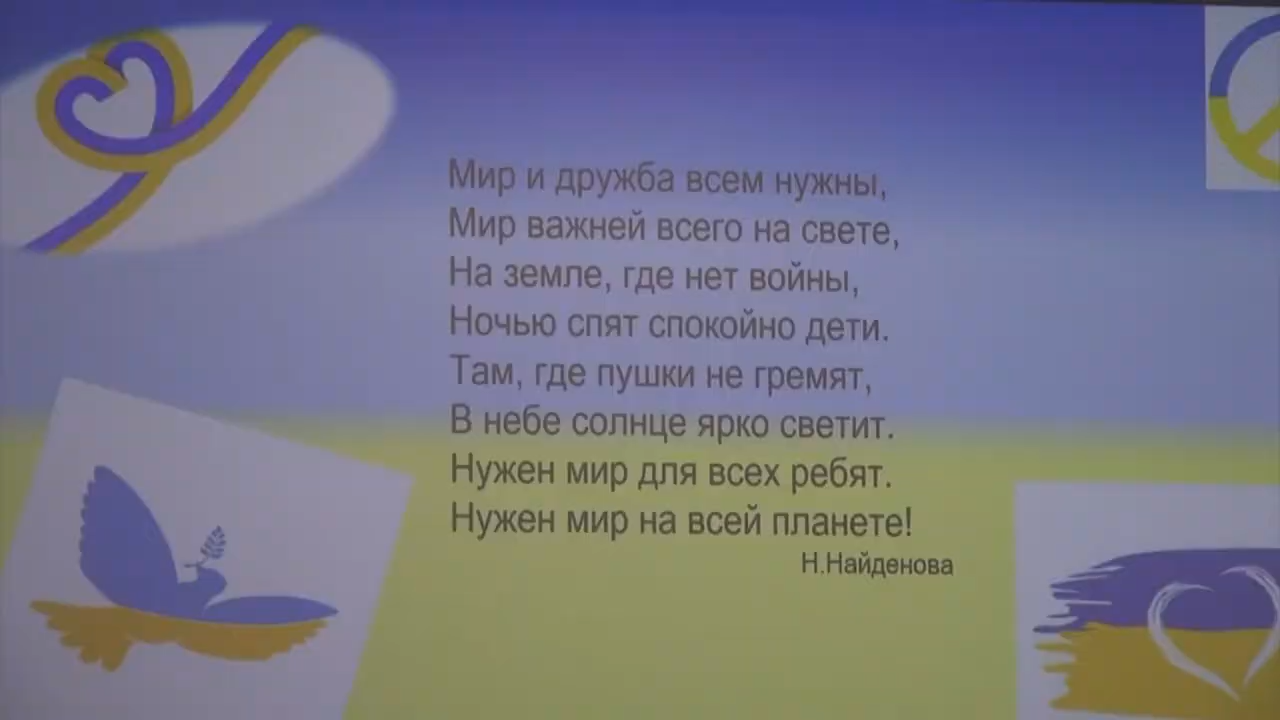 Мир и дружба всем нужны,
Мир важней всего на свете,
На земле, где нет войны,
Ночью спят спокойно дети.
Там, где пушки не гремят,
В небе солнце ярко светит.
Нужен мир для всех ребят.
Нужен мир на всей планете!
Н.Найденова